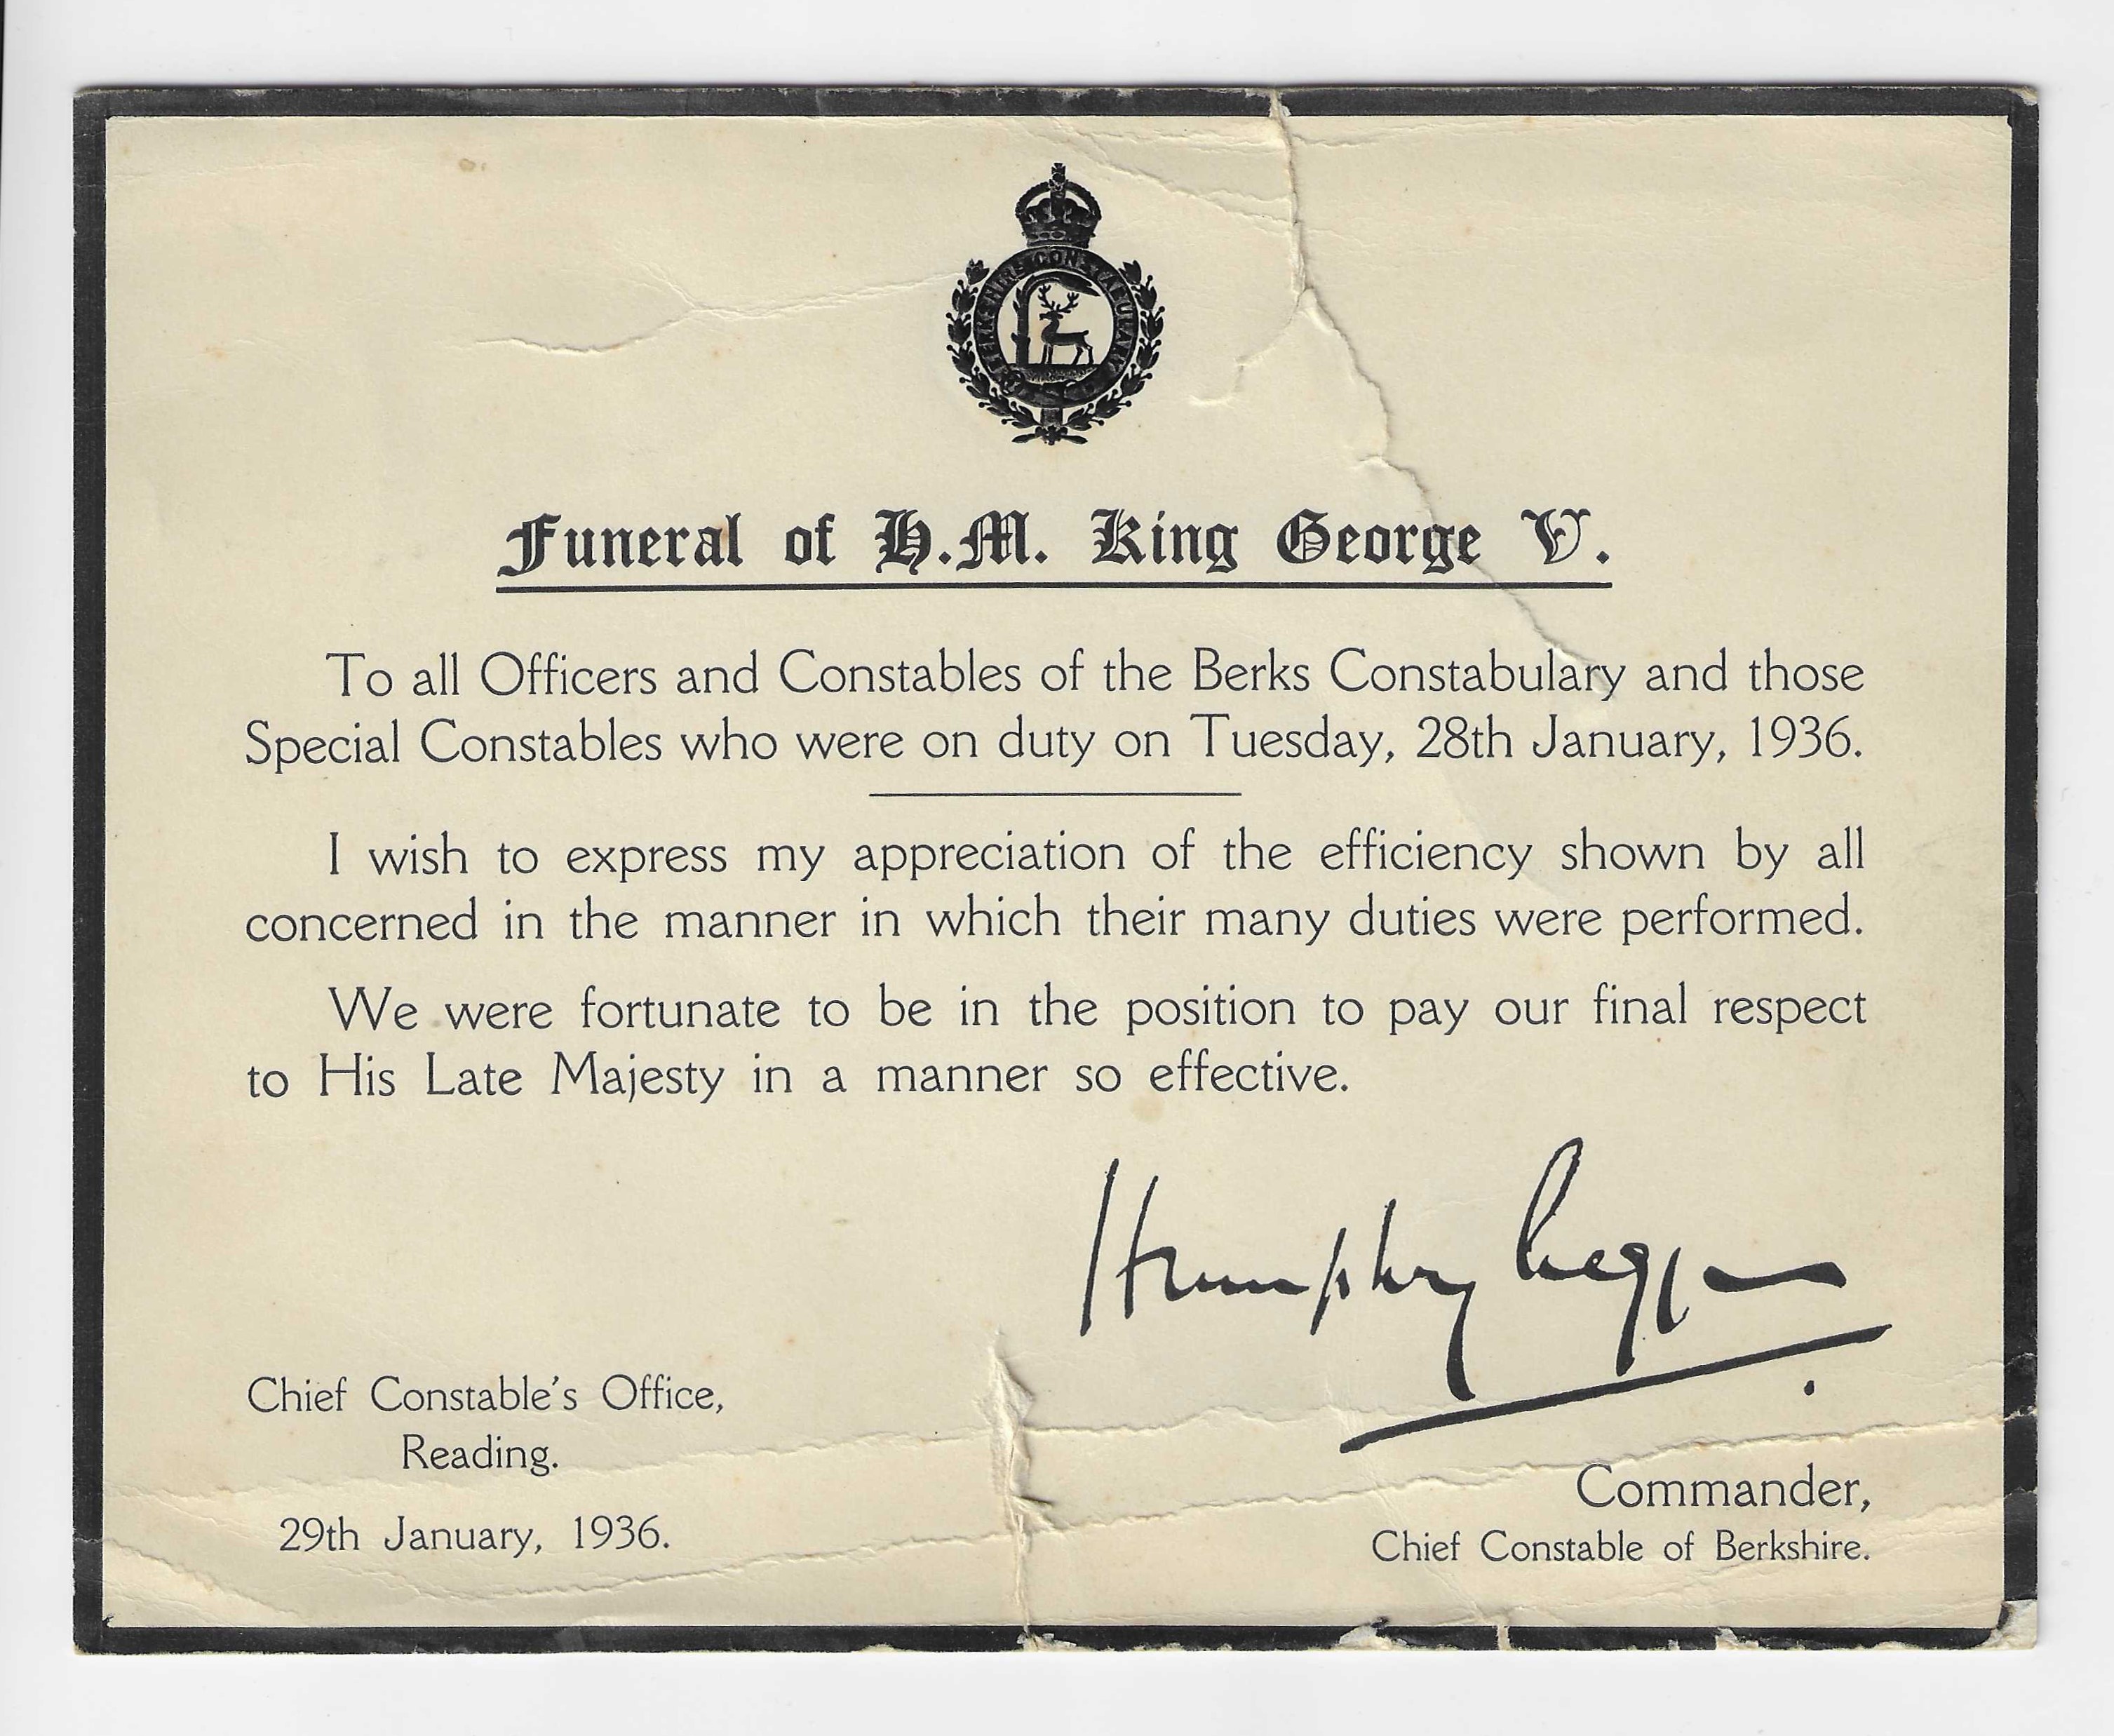 BERKSHIRE CONSTABULARY
Funeral of H.M. King George V.
To all Officers and Constables of the Berks Constabulary and those
Special Constables who were on duty on Tuesday, 28th January, 1936.
I wish to express my appreciation of the efficiency shown by all
concerned in the manner in which their many duties were performed.
We were fortunate to be in the position to pay our final respect
to His Late Majesty in a manner so effective.
Humphrey Legge
Chief Constable's Office,
Reading.
29th January, 1936.
Commander,
Chief Constable of Berkshire.